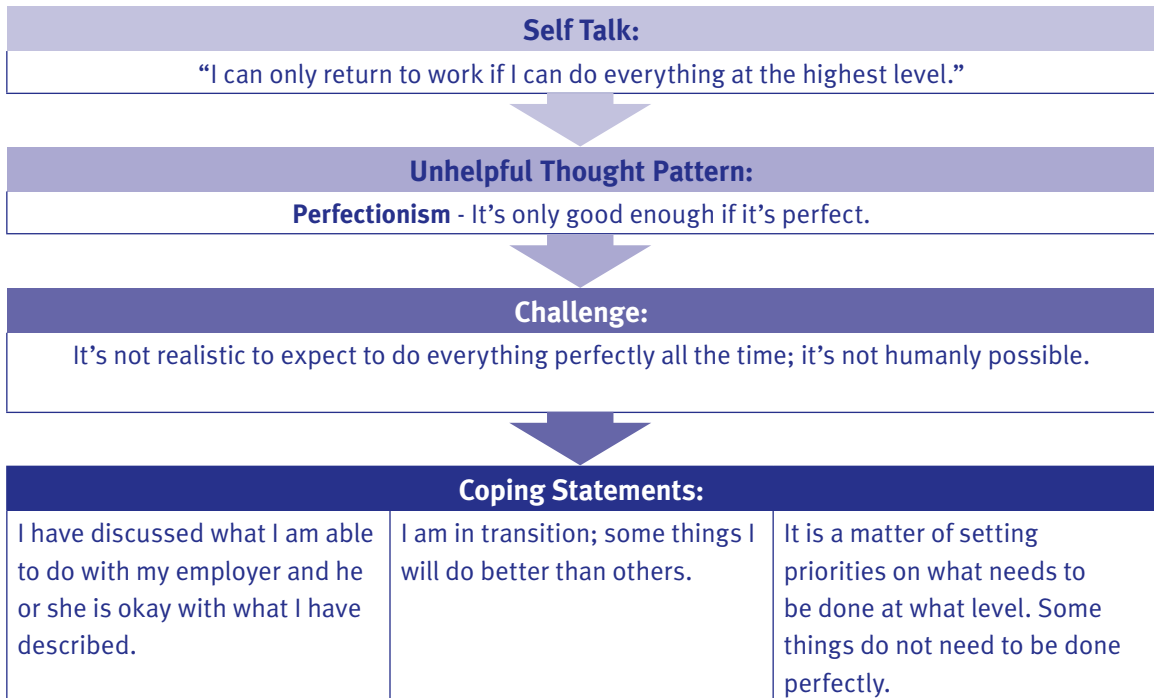 Self Talk:
“I can only return to work if I can do everything at the highest level.”
Unhelpful Thought Pattern:
Perfectionism - It’s only good enough if it’s perfect.
Challenge:
It’s not realistic to expect to do everything perfectly all the time; it’s not humanly possible.
Coping Statements:
I have discussed what I am able
to do with my employer and he
or she is okay with what I have
described.
I am in transition; some things I
will do better than others.
It is a matter of setting
priorities on what needs to
be done at what level. Some
things do not need to be done
perfectly.